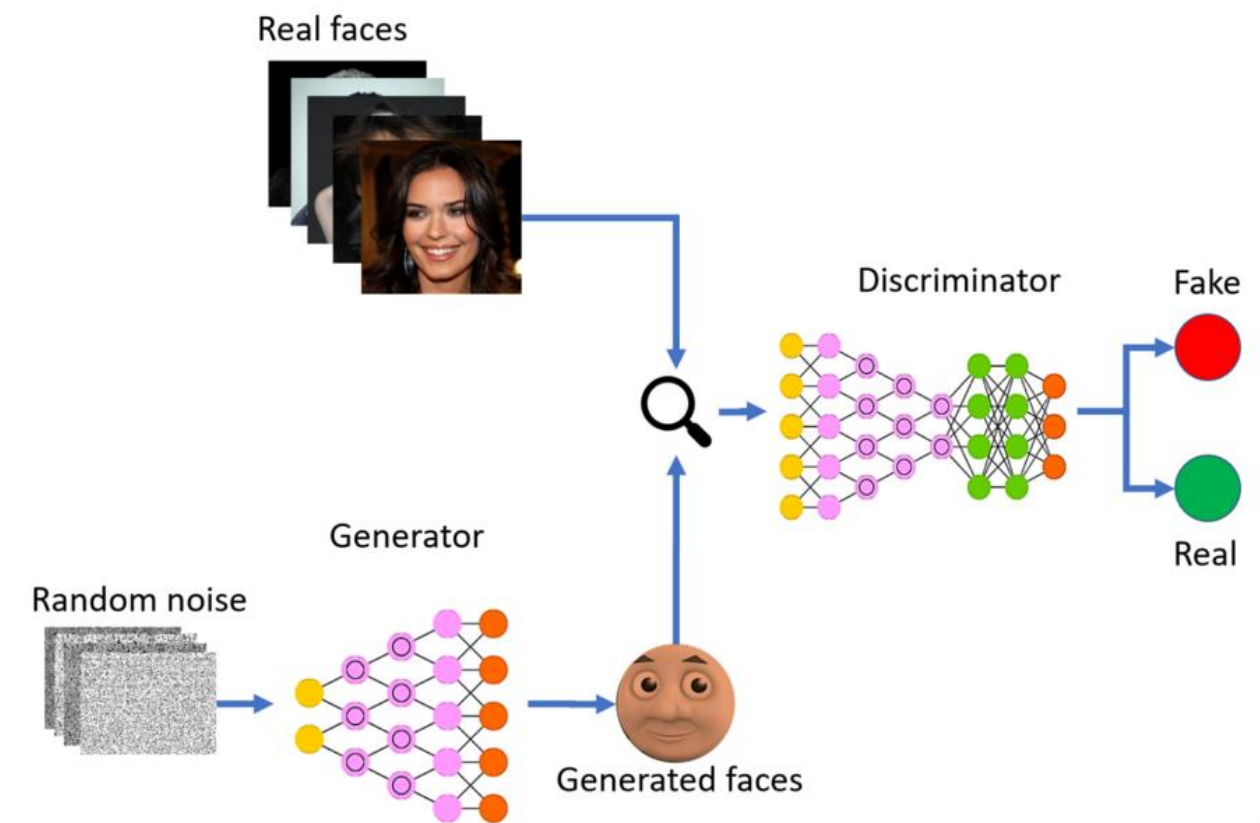 Real faces
Discriminator
Fake
Real
Generator
Random noise
Generated faces